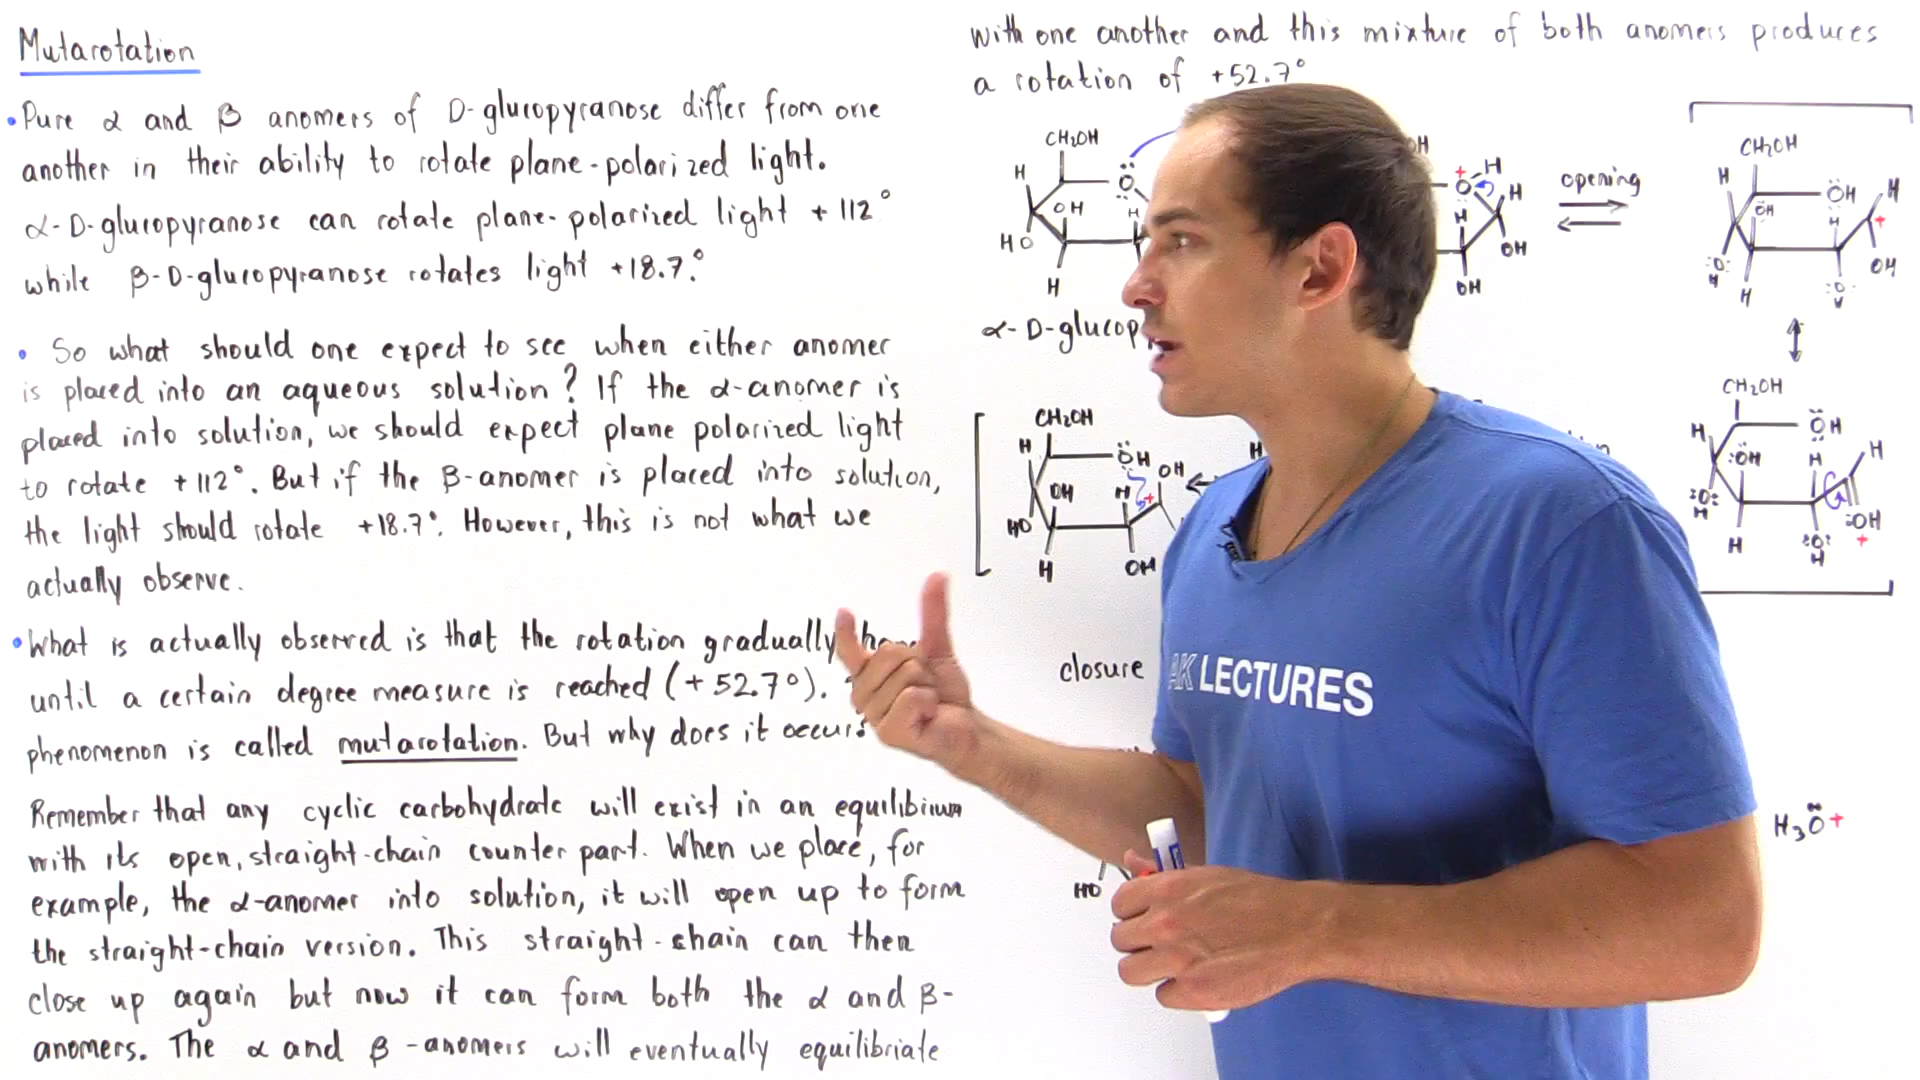 Mutarotation
• Pure α and β anomers of D-glucopyranose differ from one
another in their ability to rotate plane-polarized light.
α-D-glucopyranose can rotate plane-polarized light +112°
while β-D-glucopyranose rotates light +18.7°.
• So what should one expect to see when either anomer
is placed into an aqueous solution? If the α-anomer is
placed into solution, we should expect plane polarized light
to rotate +112°. But if the β-anomer is placed into solution,
the light should rotate +18.7°. However, this is not what we
actually observe.
• What is actually observed is that the rotation gradually
until a certain degree measure is reached (+52.7°).
phenomenon is called mutarotation. But why does it occur?
Remember that any cyclic carbohydrate will exist in an equilibrium
with its open, straight-chain counter part. When we place, for
example, the α-anomer into solution, it will open up to form
the straight-chain version. This straight-chain can then
close up again but now it can form both the α and β-
anomers. The α and β-anomers will eventually equilibriate
with one another and this mixture of both anomers produces
a rotation of +52.7°
CH₂OH
H
O
OH
H
HO
H
H
α-D-glucop
OH
+
O
H
H
H
OH
OH
opening
CH₂OH
H
OH
H
OH
H
+
:O:
H
H
OH
:O:
CH₂OH
H
OH
H
:OH
H
:O:
H
H
:O:
H
:OH
+
CH₂OH
H
OH
OH
OH
H
+
HO
H
OH
H
closure
AK LECTURES
HO
H₃O+